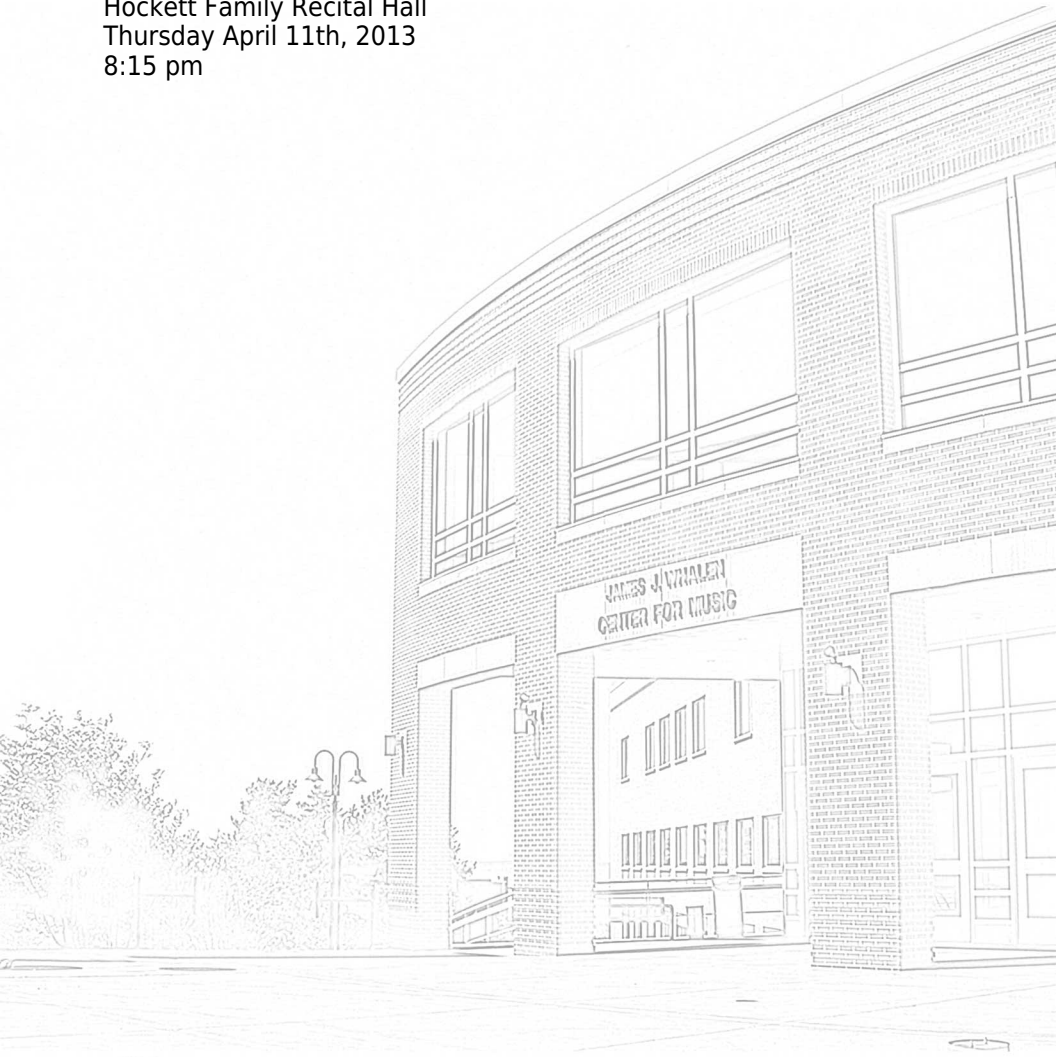 Hockett Family Recital Hall
Thursday April 11th, 2013
8:15 pm
JAMES J. WHALEN
CENTER FOR MUSIC